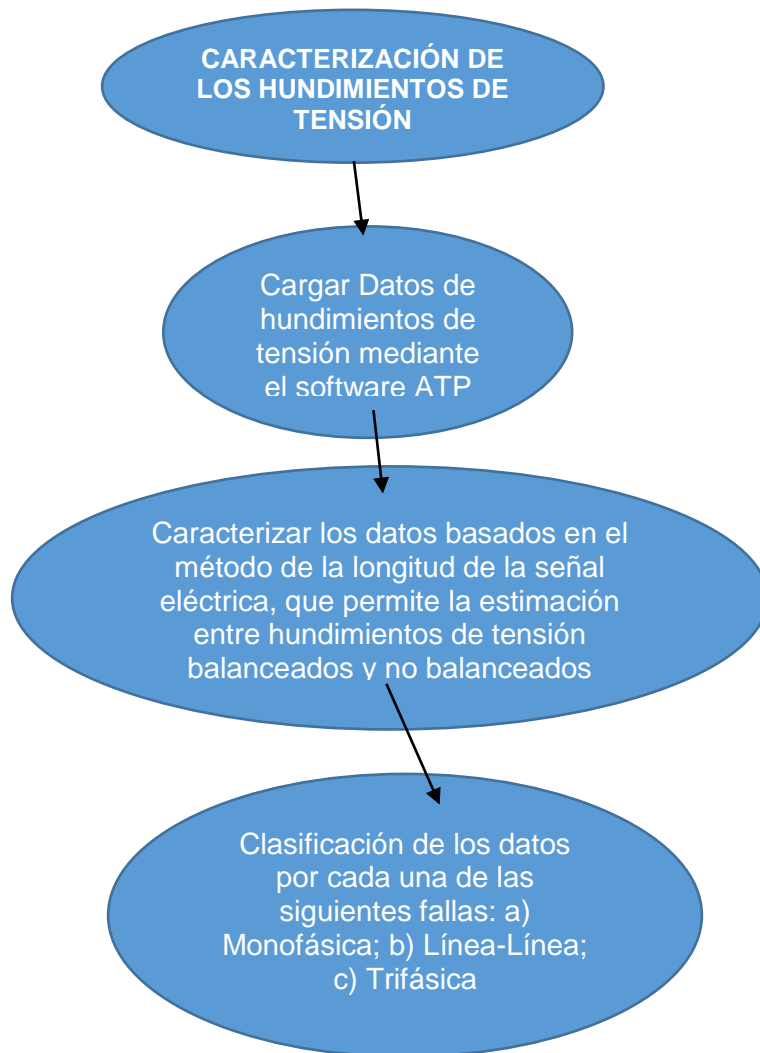 CARACTERIZACIÓN DE
LOS HUNDIMIENTOS DE
TENSIÓN
Cargar Datos de
hundimientos de
tensión mediante
el software ATP
Caracterizar los datos basados en el
método de la longitud de la señal
eléctrica, que permite la estimación
entre hundimientos de tensión
balanceados y no balanceados
Clasificación de los datos
por cada una de las
siguientes fallas: a)
Monofásica; b) Línea-Línea;
c) Trifásica